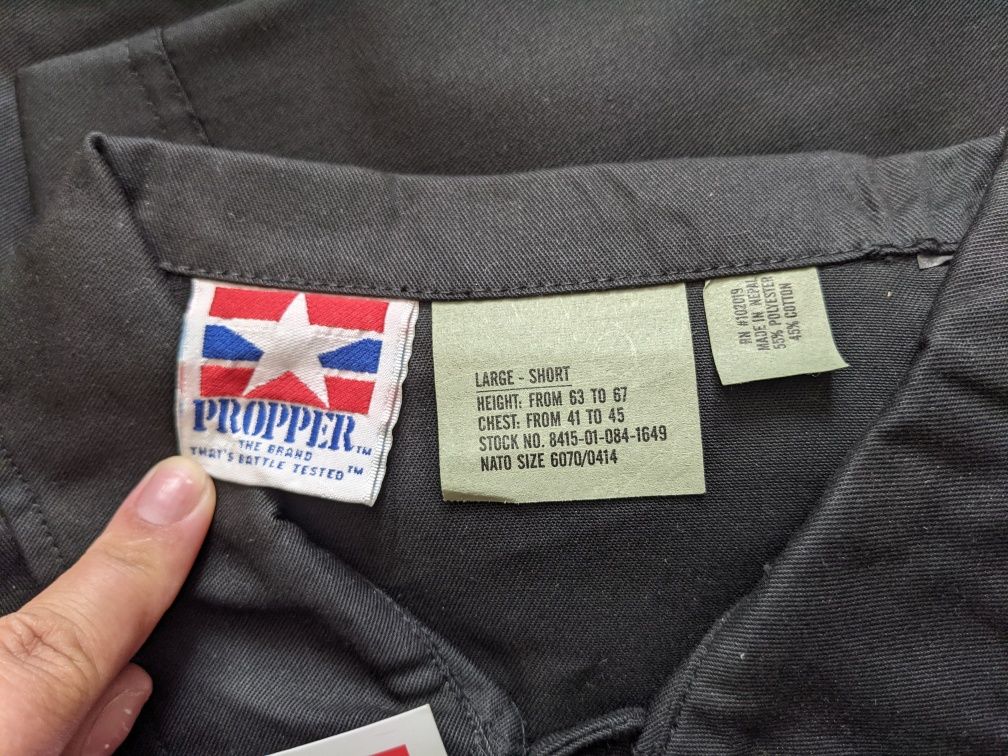 PROPPER™
THE BRAND
THAT'S BATTLE TESTED™
LARGE - SHORT
HEIGHT: FROM 63 TO 67
CHEST: FROM 41 TO 45
STOCK NO. 8415-01-084-1649
NATO SIZE 6070/0414
RN #102019
MADE IN NEPAL
55% POLYESTER
45% COTTON